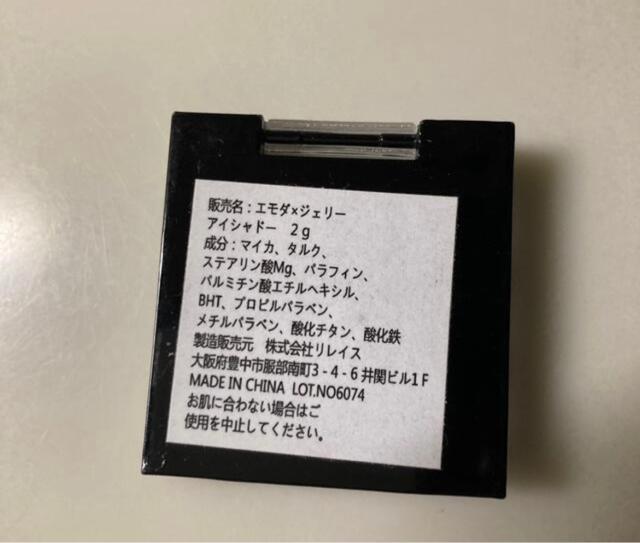 販売名：エモダ×ジェリー
アイシャドー　2ｇ
成分：マイカ、タルク、
ステアリン酸Mg、パラフィン、
パルミチン酸エチルヘキシル、
BHT、プロピルパラベン、
メチルパラベン、酸化チタン、酸化鉄
製造販売元　株式会社リレイス
大阪府豊中市服部南町3-4-6井関ビル1F
MADE IN CHINA LOT.NO6074
お肌に合わない場合はご
使用を中止してください。